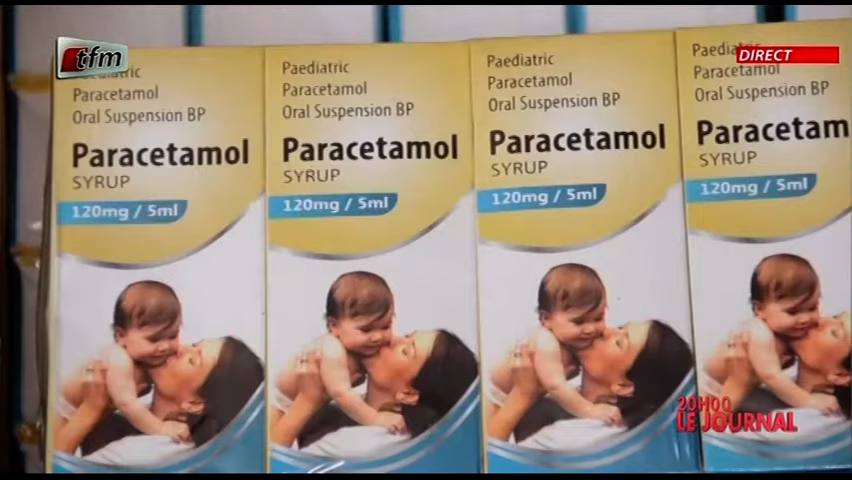 tfm
DIRECT
Paediatric
Paracetamol
Oral Suspension BP
Paracetamol
SYRUP
120mg / 5ml
Paediatric
Paracetamol
Oral Suspension BP
Paracetamol
SYRUP
120mg / 5ml
Paediatric
Paracetamol
Oral Suspension BP
Paracetamol
SYRUP
120mg / 5ml
Paediatric
Paracetamol
Oral Suspension BP
Paracetam
SYRUP
120mg / 5ml
20H00
LE JOURNAL